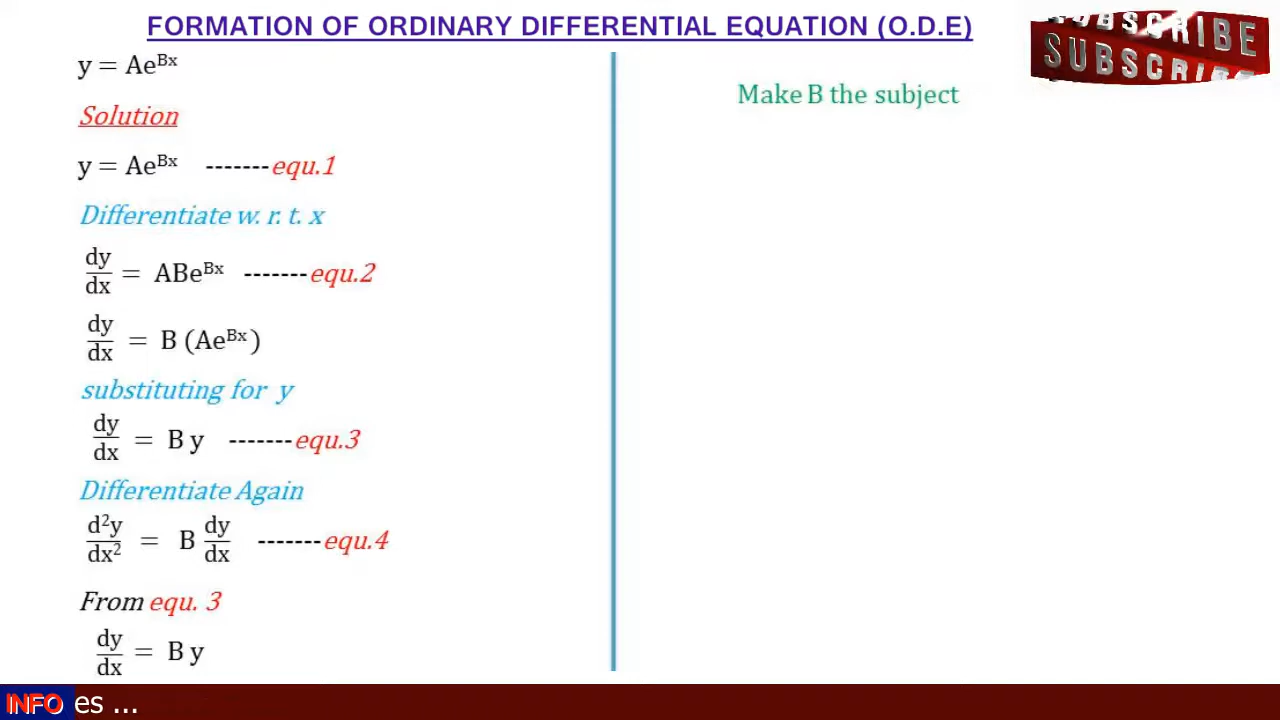 FORMATION OF ORDINARY DIFFERENTIAL EQUATION (O.D.E)
SUBSCRIBE
SUBSCRIBE
y = Ae^Bx
Solution
y = Ae^Bx -------equ.1
Differentiate w. r. t. x
dy/dx = ABe^Bx -------equ.2
dy/dx = B (Ae^Bx)
substituting for y
dy/dx = B y -------equ.3
Differentiate Again
d²y/dx² = B dy/dx -------equ.4
From equ. 3
dy/dx = B y
Make B the subject
INFO es ...